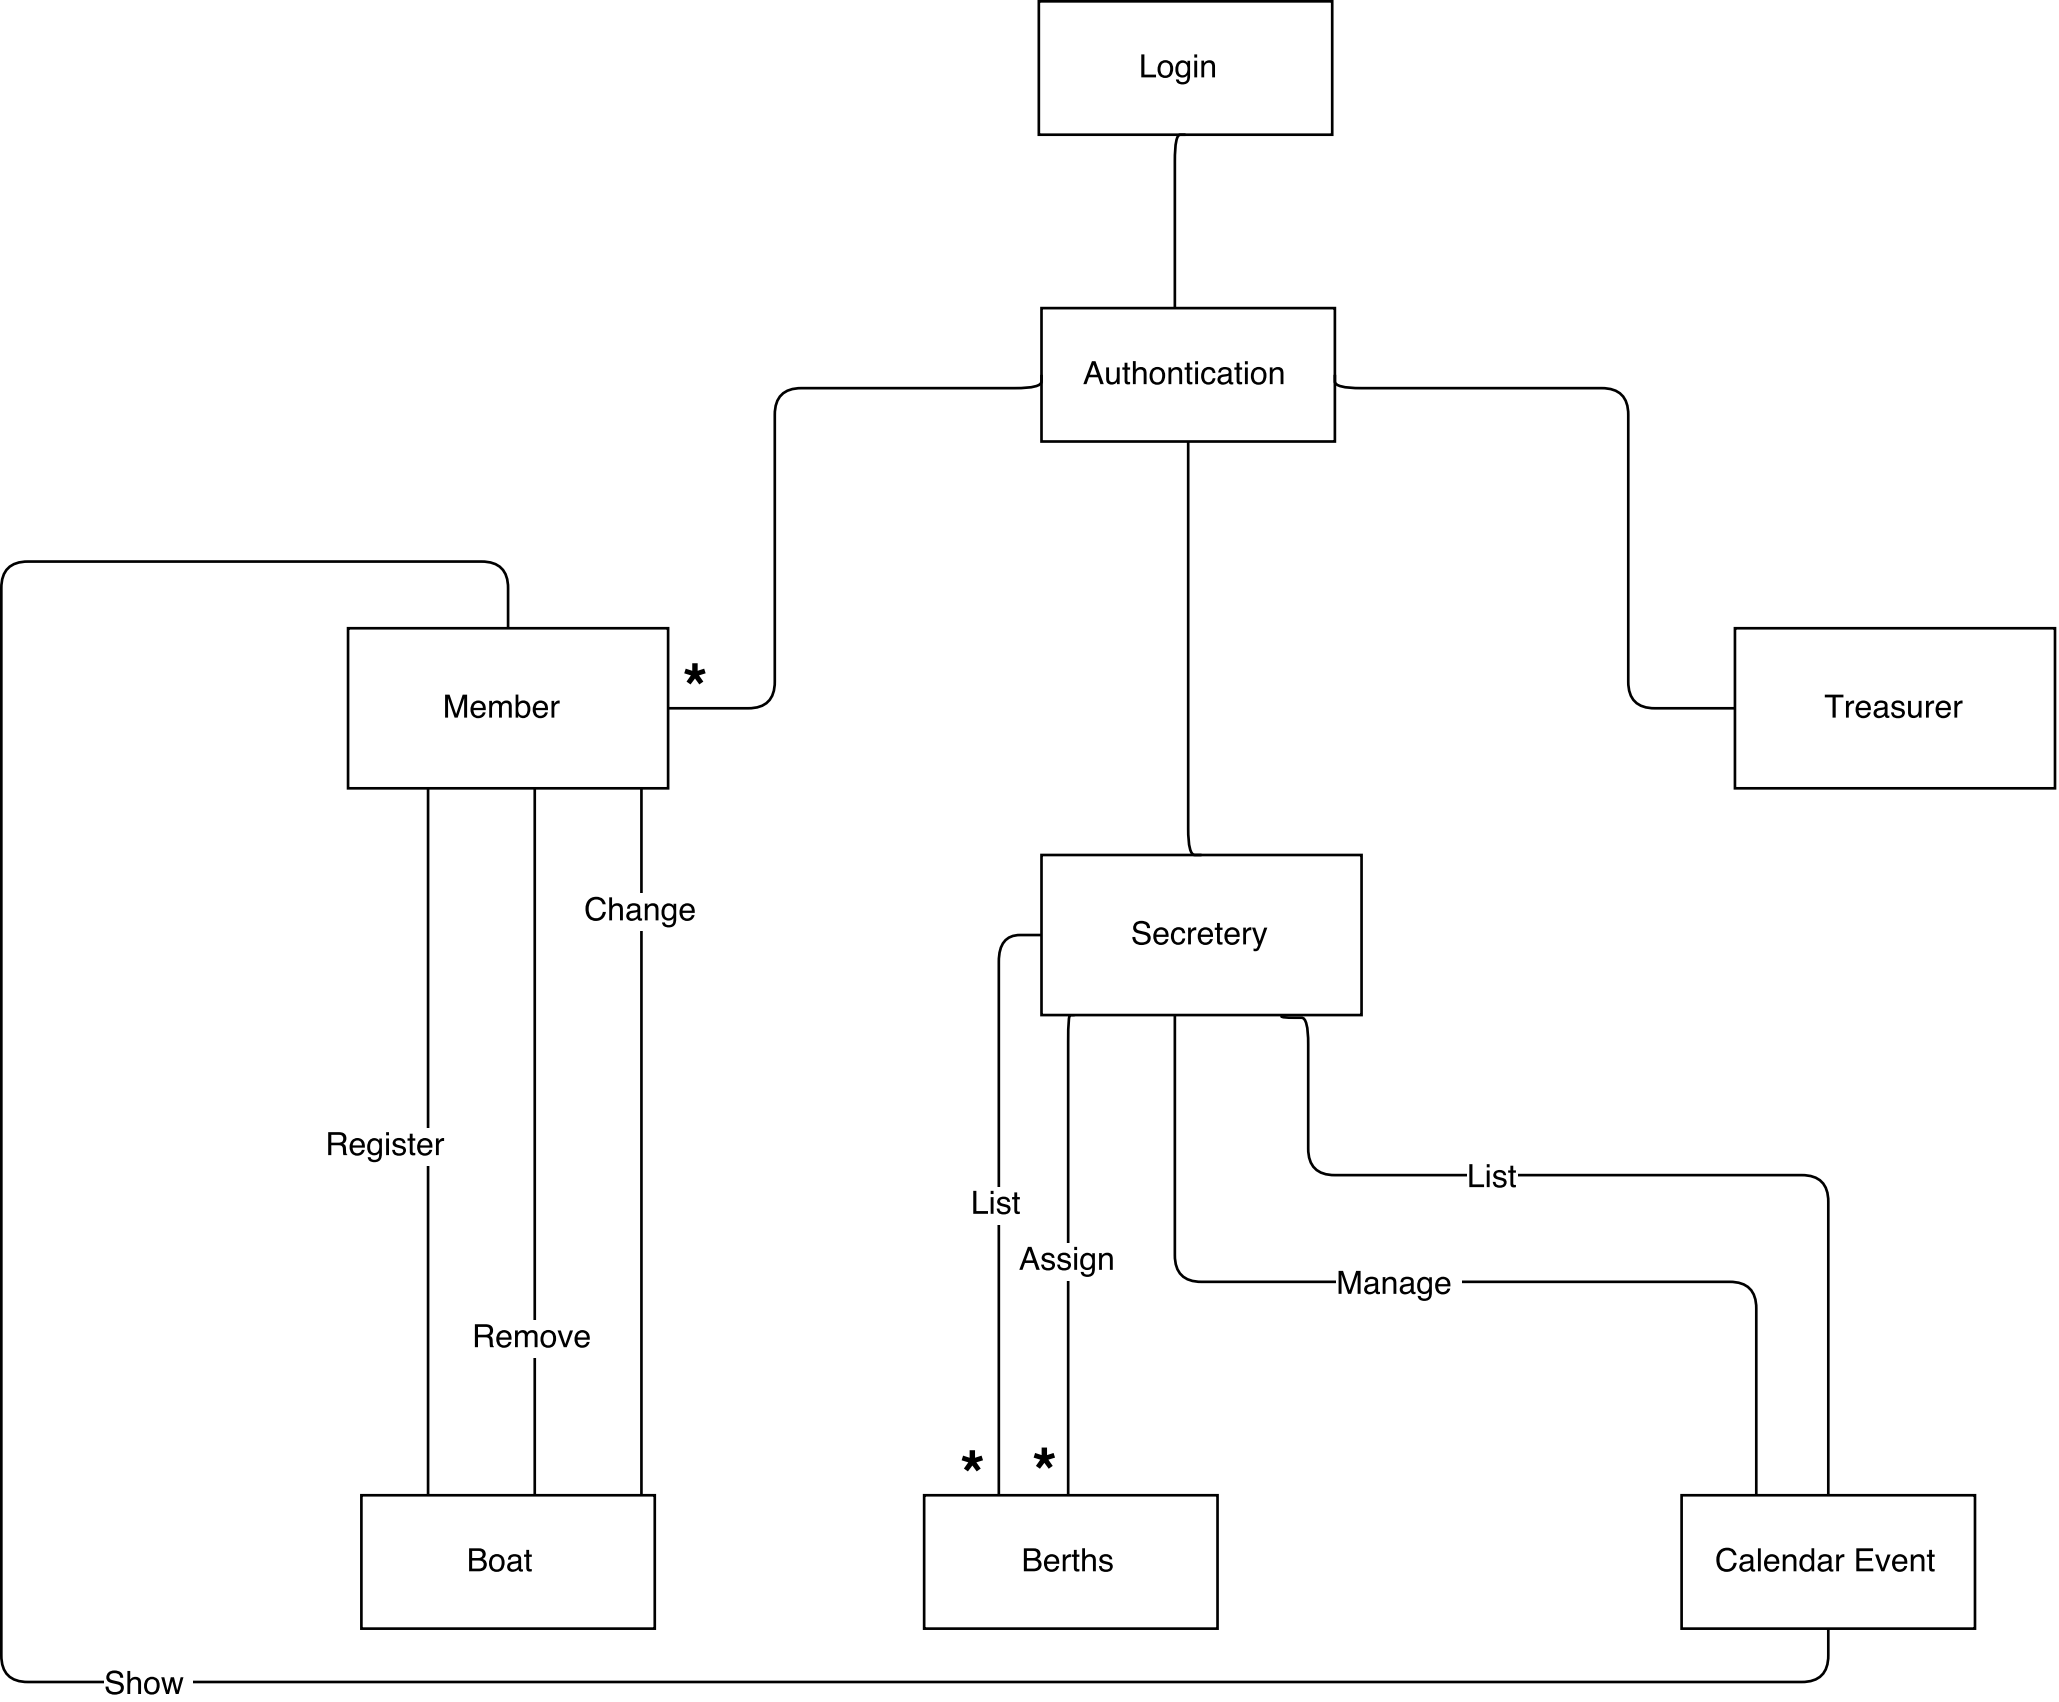 Login
Authontication
*
Member
Treasurer
Change
Secretery
Register
List
List
Assign
Manage
Remove
*
*
Boat
Berths
Calendar Event
Show